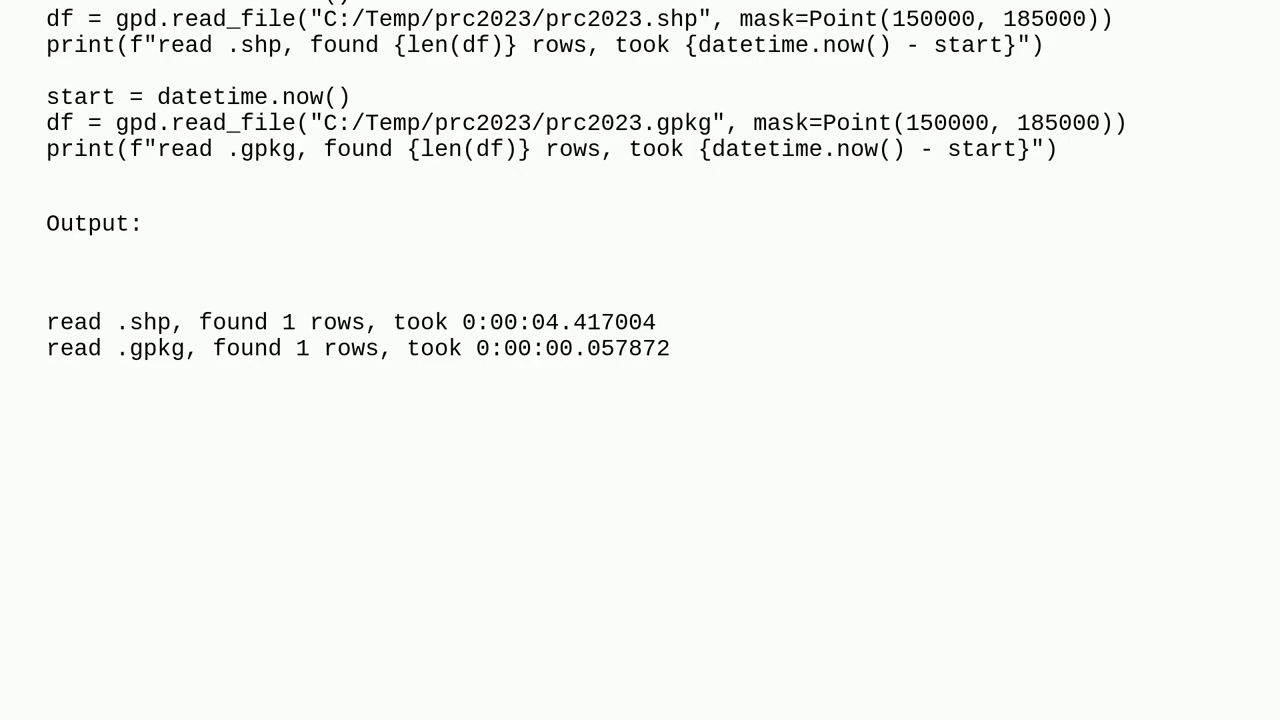 df = gpd.read_file("C:/Temp/prc2023/prc2023.shp", mask=Point(150000, 185000))
print(f"read .shp, found {len(df)} rows, took {datetime.now() - start}")
start = datetime.now()
df = gpd.read_file("C:/Temp/prc2023/prc2023.gpkg", mask=Point(150000, 185000))
print(f"read .gpkg, found {len(df)} rows, took {datetime.now() - start}")
Output:
read .shp, found 1 rows, took 0:00:04.417004
read .gpkg, found 1 rows, took 0:00:00.057872